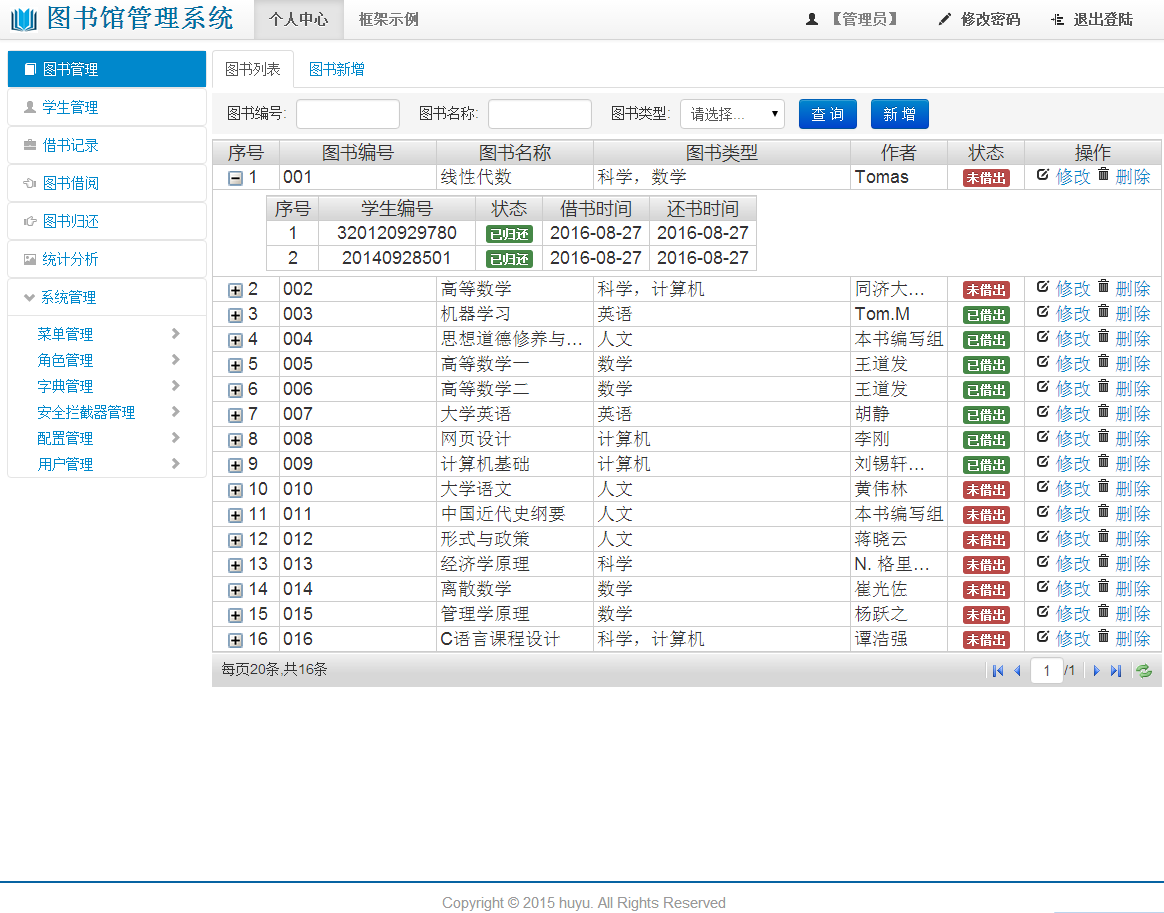 图书馆管理系统 个人中心 框架示例 【管理员】 修改密码 退出登陆
图书管理
学生管理
借书记录
图书借阅
图书归还
统计分析
系统管理
菜单管理
角色管理
字典管理
安全拦截器管理
配置管理
用户管理
图书列表 图书新增
图书编号: 图书名称: 图书类型: 请选择... 查 询 新 增
序号 图书编号 图书名称 图书类型 作者 状态 操作
1 001 线性代数 科学，数学 Tomas 未借出 修改 删除
序号 学生编号 状态 借书时间 还书时间
1 320120929780 已归还 2016-08-27 2016-08-27
2 20140928501 已归还 2016-08-27 2016-08-27
2 002 高等数学 科学，计算机 同济大... 未借出 修改 删除
3 003 机器学习 英语 Tom.M 已借出 修改 删除
4 004 思想道德修养与... 人文 本书编写组 已借出 修改 删除
5 005 高等数学一 数学 王道发 已借出 修改 删除
6 006 高等数学二 数学 王道发 已借出 修改 删除
7 007 大学英语 英语 胡静 已借出 修改 删除
8 008 网页设计 计算机 李刚 已借出 修改 删除
9 009 计算机基础 计算机 刘锡轩... 已借出 修改 删除
10 010 大学语文 人文 黄伟林 未借出 修改 删除
11 011 中国近代史纲要 人文 本书编写组 未借出 修改 删除
12 012 形式与政策 人文 蒋晓云 未借出 修改 删除
13 013 经济学原理 科学 N. 格里... 未借出 修改 删除
14 014 离散数学 数学 崔光佐 未借出 修改 删除
15 015 管理学原理 数学 杨跃之 未借出 修改 删除
16 016 C语言课程设计 科学，计算机 谭浩强 未借出 修改 删除
每页20条,共16条 1 /1
Copyright © 2015 huyu. All Rights Reserved